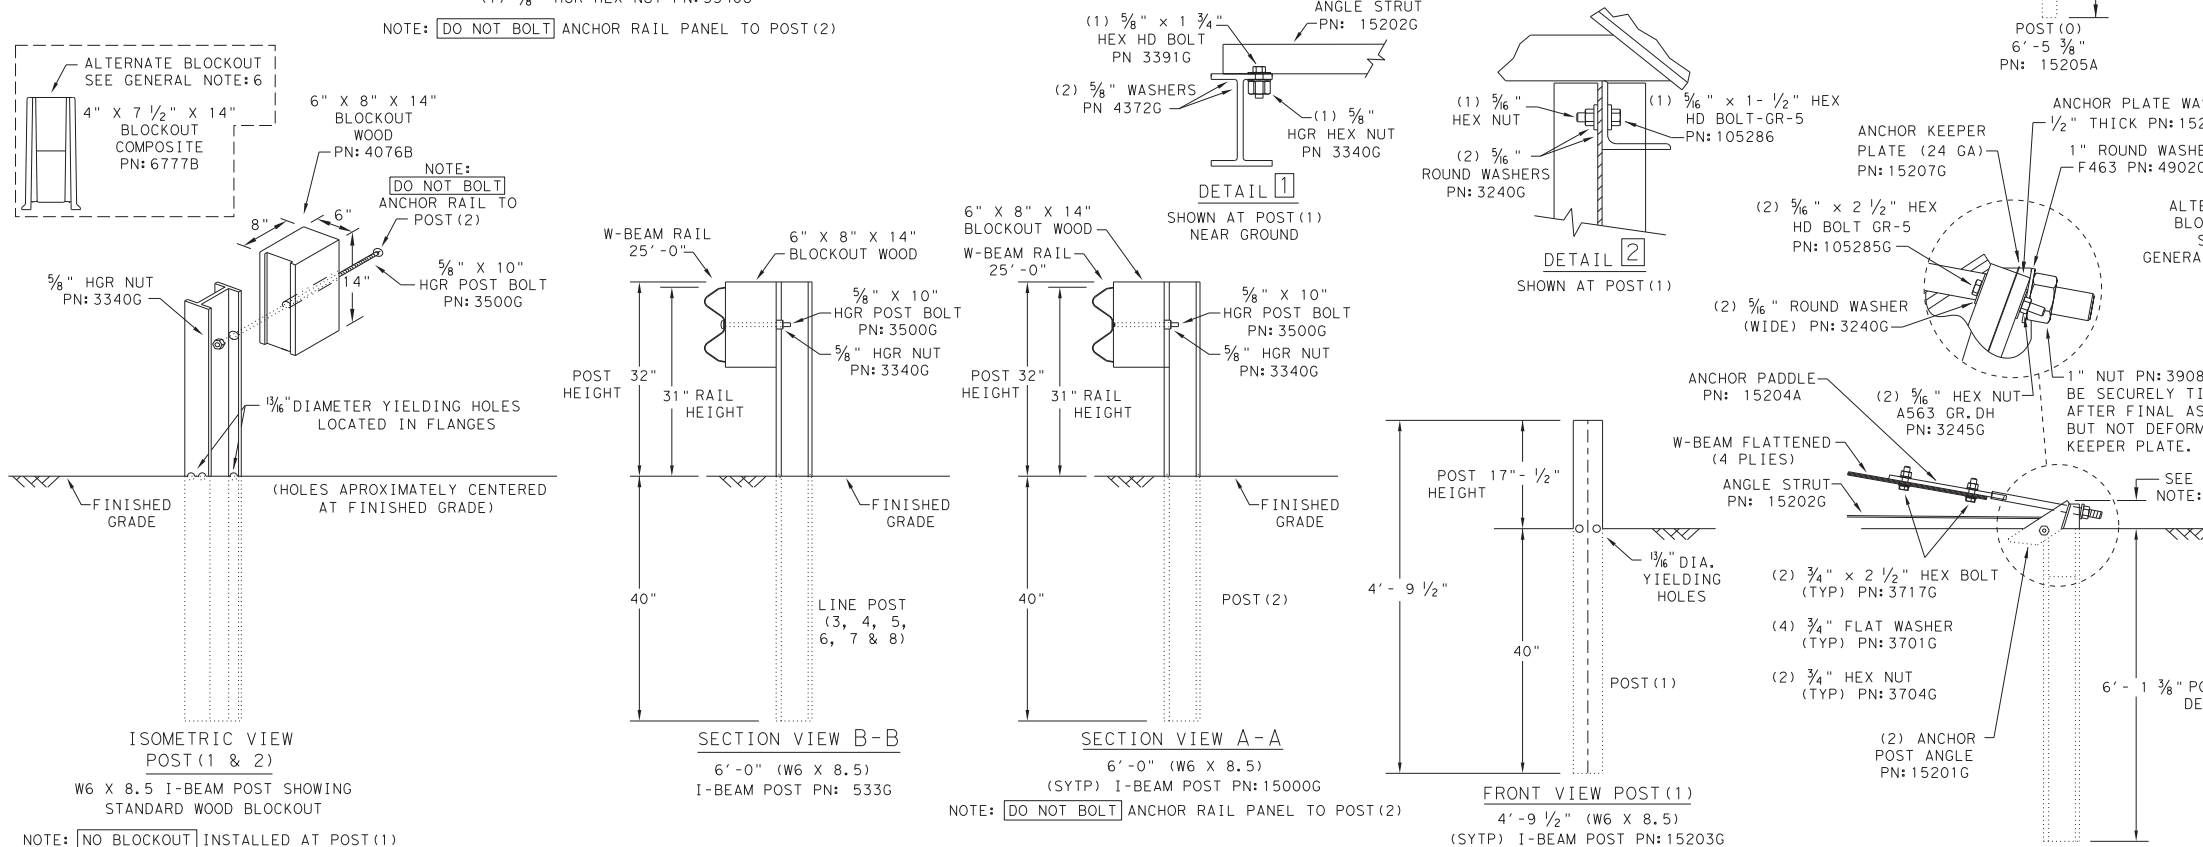 NOTE: DO NOT BOLT ANCHOR RAIL PANEL TO POST(2)
ALTERNATE BLOCKOUT
SEE GENERAL NOTE:6
4" X 7 1/2" X 14"
BLOCKOUT
COMPOSITE
PN:6777B
6" X 8" X 14"
BLOCKOUT
WOOD
PN:4076B
NOTE:
DO NOT BOLT
ANCHOR RAIL TO
POST(2)
8"
6"
14"
5/8" X 10"
HGR POST BOLT
PN:3500G
5/8" HGR NUT
PN:3340G
13/16"DIAMETER YIELDING HOLES
LOCATED IN FLANGES
(HOLES APROXIMATELY CENTERED
AT FINISHED GRADE)
FINISHED
GRADE
ISOMETRIC VIEW
POST(1 & 2)
W6 X 8.5 I-BEAM POST SHOWING
STANDARD WOOD BLOCKOUT
NOTE: NO BLOCKOUT INSTALLED AT POST(1)
W-BEAM RAIL
25'-0"
6" X 8" X 14"
BLOCKOUT WOOD
5/8" X 10"
HGR POST BOLT
PN:3500G
5/8" HGR NUT
PN:3340G
POST 32"
HEIGHT
31" RAIL
HEIGHT
FINISHED
GRADE
40"
LINE POST
(3, 4, 5,
6, 7 & 8)
SECTION VIEW B-B
6'-0" (W6 X 8.5)
I-BEAM POST PN: 533G
6" X 8" X 14"
BLOCKOUT WOOD
W-BEAM RAIL
25'-0"
5/8" X 10"
HGR POST BOLT
PN:3500G
5/8" HGR NUT
PN:3340G
POST 32"
HEIGHT
31" RAIL
HEIGHT
FINISHED
GRADE
40"
POST(2)
SECTION VIEW A-A
6'-0" (W6 X 8.5)
(SYTP) I-BEAM POST PN:15000G
NOTE: DO NOT BOLT ANCHOR RAIL PANEL TO POST(2)
(1) 5/8" x 1 3/4"
HEX HD BOLT
PN 3391G
ANGLE STRUT
PN: 15202G
(2) 5/8" WASHERS
PN 4372G
(1) 5/8"
HGR HEX NUT
PN 3340G
DETAIL 1
SHOWN AT POST(1)
NEAR GROUND
(1) 5/16"
HEX NUT
(1) 5/16" x 1-1/2" HEX
HD BOLT-GR-5
PN:105286
(2) 5/16"
ROUND WASHERS
PN:3240G
DETAIL 2
SHOWN AT POST(1)
POST 17"-1/2"
HEIGHT
4'-9 1/2"
40"
13/16" DIA.
YIELDING
HOLES
POST(1)
FRONT VIEW POST(1)
4'-9 1/2" (W6 X 8.5)
(SYTP) I-BEAM POST PN:15203G
POST(0)
6'-5 3/8"
PN: 15205A
ANCHOR PLATE
1/2" THICK
1" ROUND
F463
ANCHOR KEEPER
PLATE (24 GA)
PN:15207G
(2) 5/16" x 2 1/2" HEX
HD BOLT GR-5
PN:105285G
(2) 5/16" ROUND WASHER
(WIDE) PN:3240G
1" NUT
BE SECURELY
AFTER FINAL
BUT NOT
KEEPER PLATE.
(2) 5/16" HEX NUT
A563 GR.DH
PN:3245G
ANCHOR PADDLE
PN: 15204A
W-BEAM FLATTENED
(4 PLIES)
ANGLE STRUT
PN: 15202G
SEE
NOTE:
(2) 3/4" x 2 1/2" HEX BOLT
(TYP) PN:3717G
(4) 3/4" FLAT WASHER
(TYP) PN:3701G
(2) 3/4" HEX NUT
(TYP) PN:3704G
6'-1 3/8"
(2) ANCHOR
POST ANGLE
PN:15201G